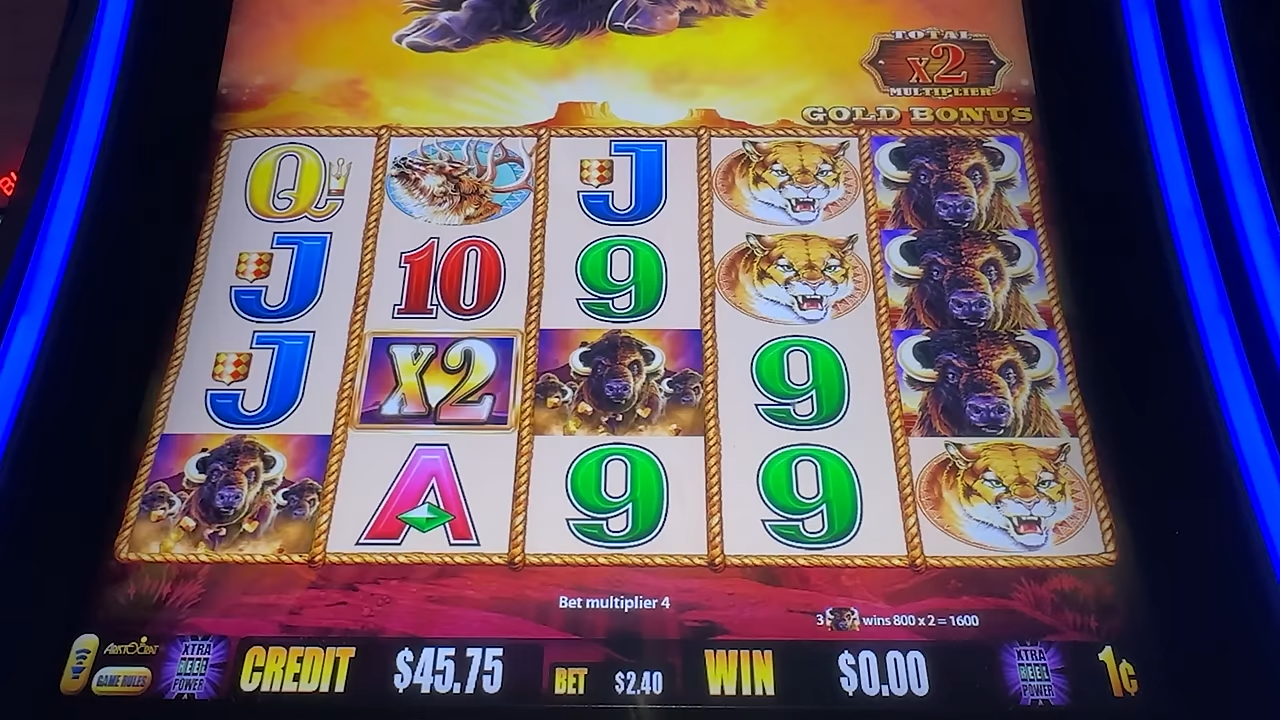 TOTAL
x2
MULTIPLIER
GOLD BONUS
Q J
J 10 9
J X2 9
A 9 9
Bet multiplier 4
3 wins 800 x 2 = 1600
ARISTOCRAT
GAME RULES
XTRA
REEL
POWER
CREDIT $45.75
BET $2.40
WIN $0.00
XTRA
REEL
POWER
1¢